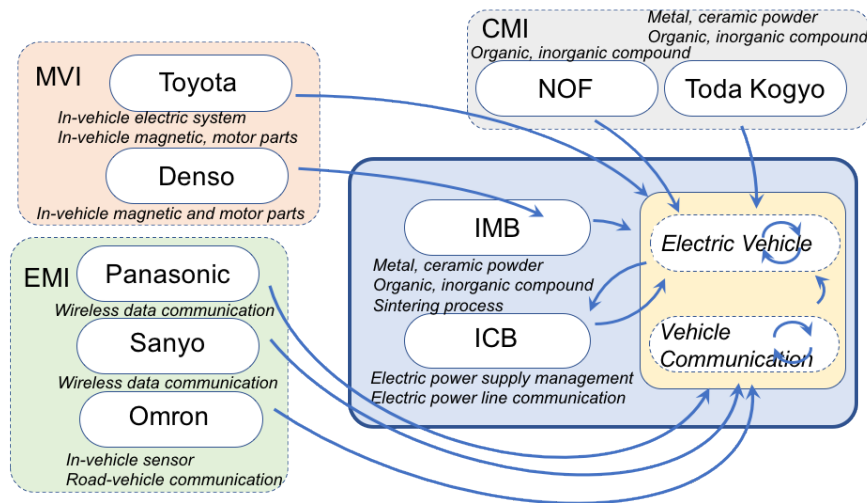 MVI
Toyota
In-vehicle electric system
In-vehicle magnetic, motor parts
Denso
In-vehicle magnetic and motor parts
CMI
Metal, ceramic powder
Organic, inorganic compound
Organic, inorganic compound
NOF
Toda Kogyo
EMI
Panasonic
Wireless data communication
Sanyo
Wireless data communication
Omron
In-vehicle sensor
Road-vehicle communication
IMB
Metal, ceramic powder
Organic, inorganic compound
Sintering process
ICB
Electric power supply management
Electric power line communication
Electric Vehicle
Vehicle
Communication